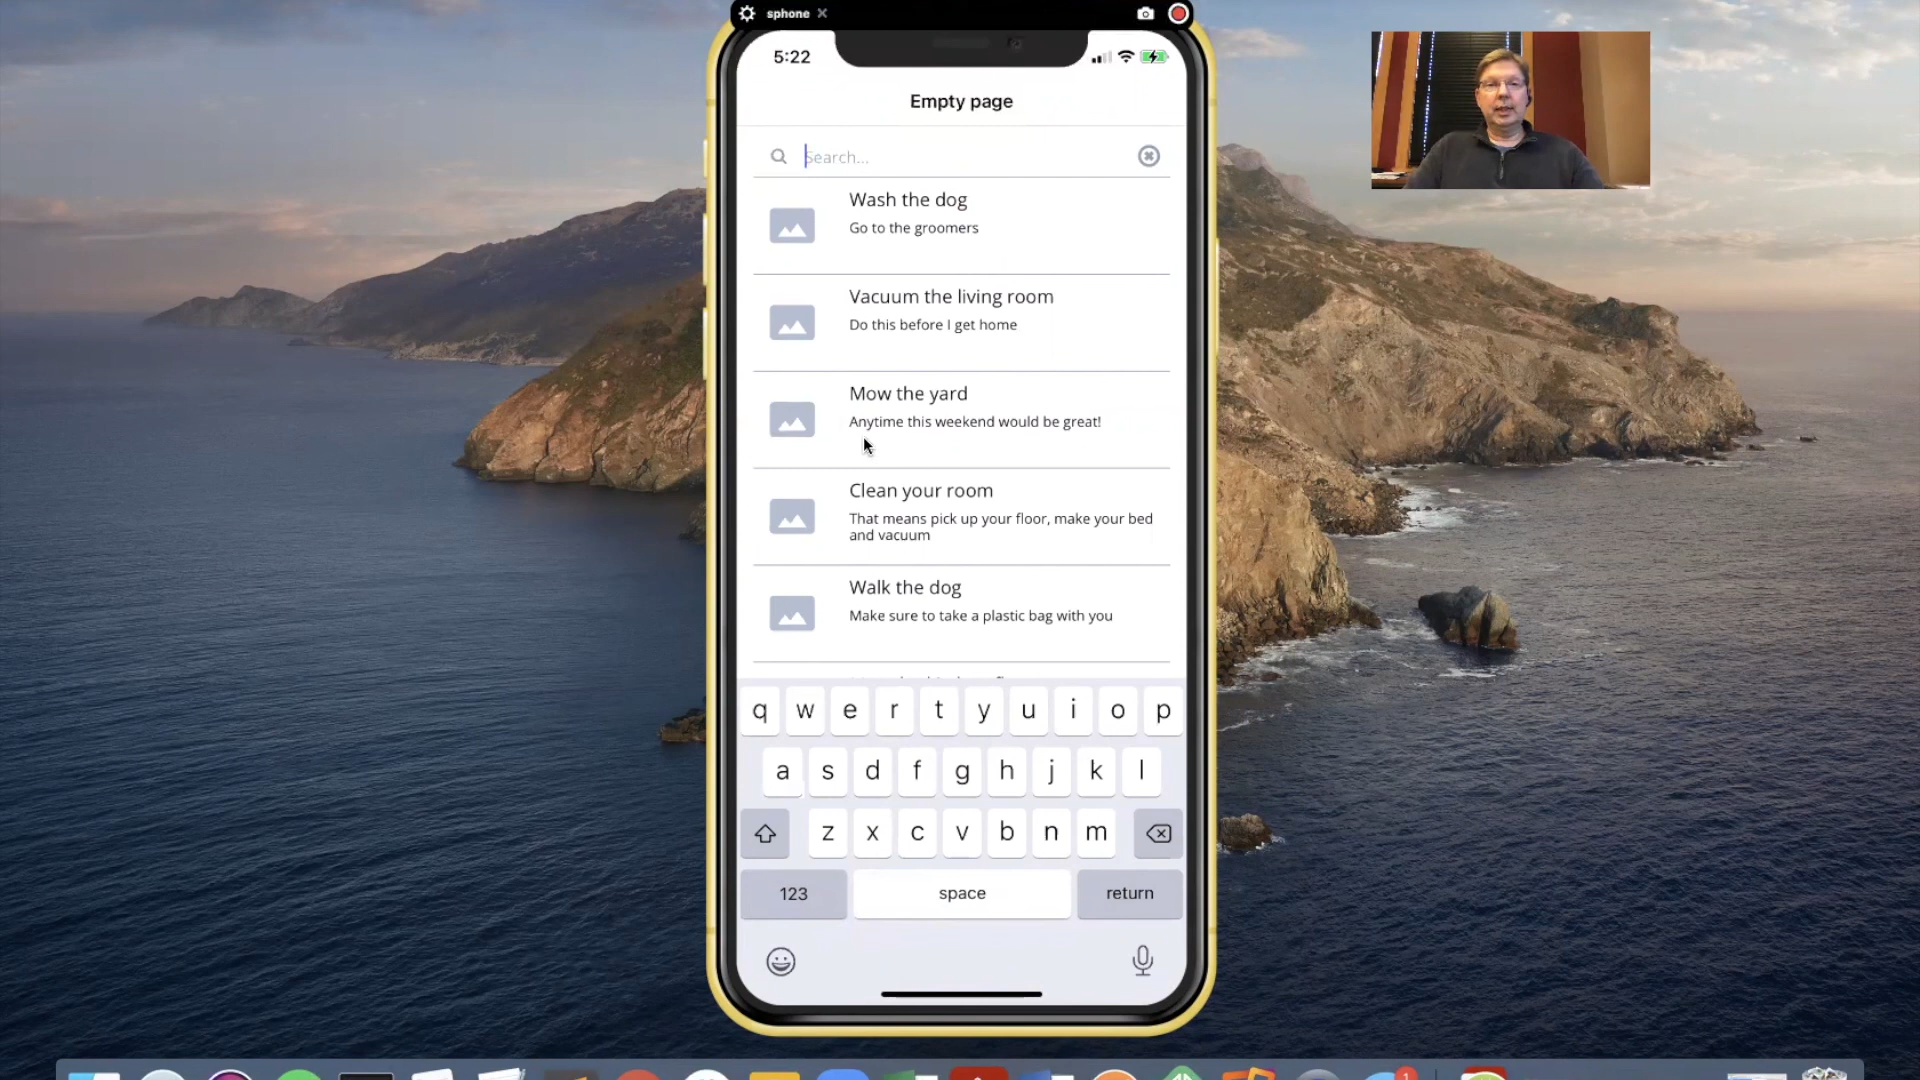 sphone
5:22
Empty page
Search...
Wash the dog
Go to the groomers
Vacuum the living room
Do this before I get home
Mow the yard
Anytime this weekend would be great!
Clean your room
That means pick up your floor, make your bed
and vacuum
Walk the dog
Make sure to take a plastic bag with you
q w e r t y u i o p
a s d f g h j k l
z x c v b n m
123 space return
1